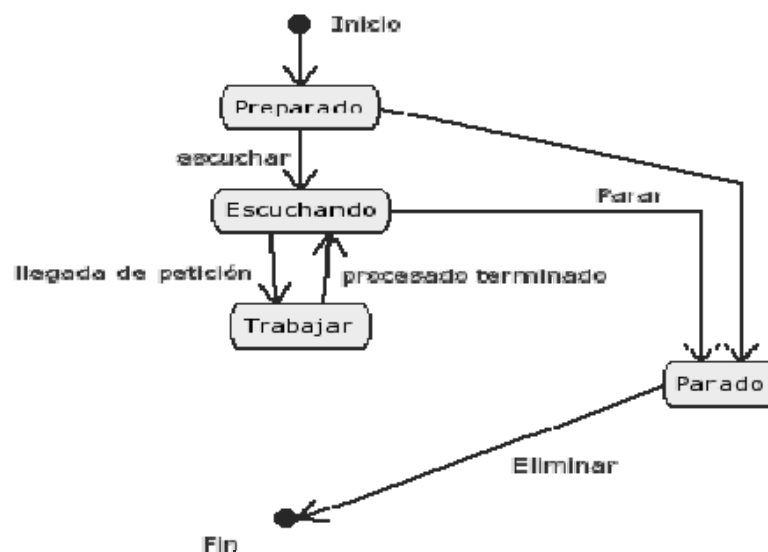 Inicio
Preparado
escuchar
Parar
Escuchando
llegada de petición
procesado terminado
Trabajar
Parado
Eliminar
Fin